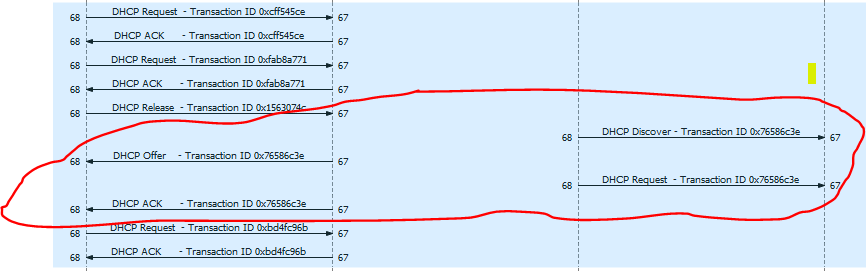 68 DHCP Request - Transaction ID 0xcff545ce 67
68 DHCP ACK - Transaction ID 0xcff545ce 67
68 DHCP Request - Transaction ID 0xfab8a771 67
68 DHCP ACK - Transaction ID 0xfab8a771 67
68 DHCP Release - Transaction ID 0x1563074c 67
68 DHCP Discover - Transaction ID 0x76586c3e 67
68 DHCP Offer - Transaction ID 0x76586c3e 67
68 DHCP Request - Transaction ID 0x76586c3e 67
68 DHCP ACK - Transaction ID 0x76586c3e 67
68 DHCP Request - Transaction ID 0xbd4fc96b 67
68 DHCP ACK - Transaction ID 0xbd4fc96b 67